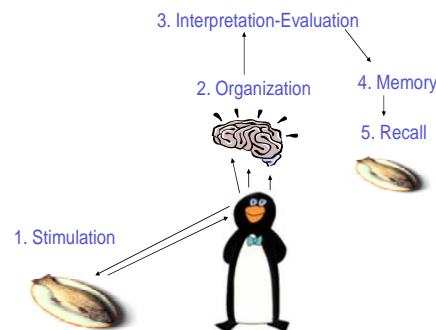 3. Interpretation-Evaluation
2. Organization
4. Memory
5. Recall
1. Stimulation